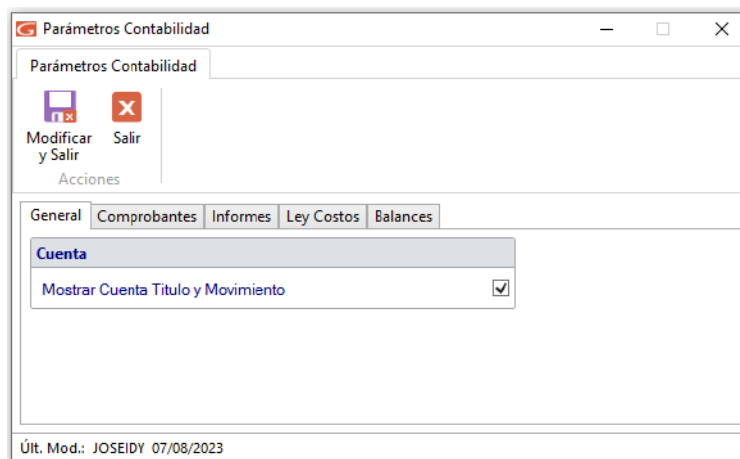 Parámetros Contabilidad
Parámetros Contabilidad
Modificar
y Salir
Salir
Acciones
General
Comprobantes
Informes
Ley Costos
Balances
Cuenta
Mostrar Cuenta Titulo y Movimiento
Últ. Mod.: JOSEIDY 07/08/2023